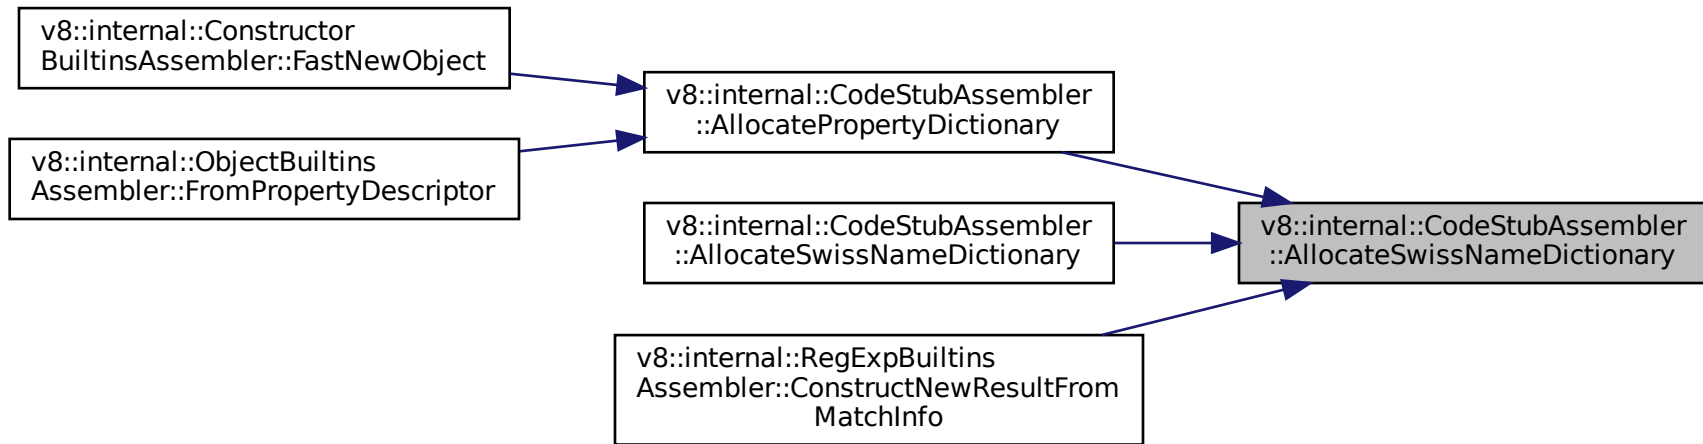 v8::internal::Constructor
BuiltinsAssembler::FastNewObject
v8::internal::ObjectBuiltins
Assembler::FromPropertyDescriptor
v8::internal::CodeStubAssembler
::AllocatePropertyDictionary
v8::internal::CodeStubAssembler
::AllocateSwissNameDictionary
v8::internal::RegExpBuiltins
Assembler::ConstructNewResultFrom
MatchInfo
v8::internal::CodeStubAssembler
::AllocateSwissNameDictionary